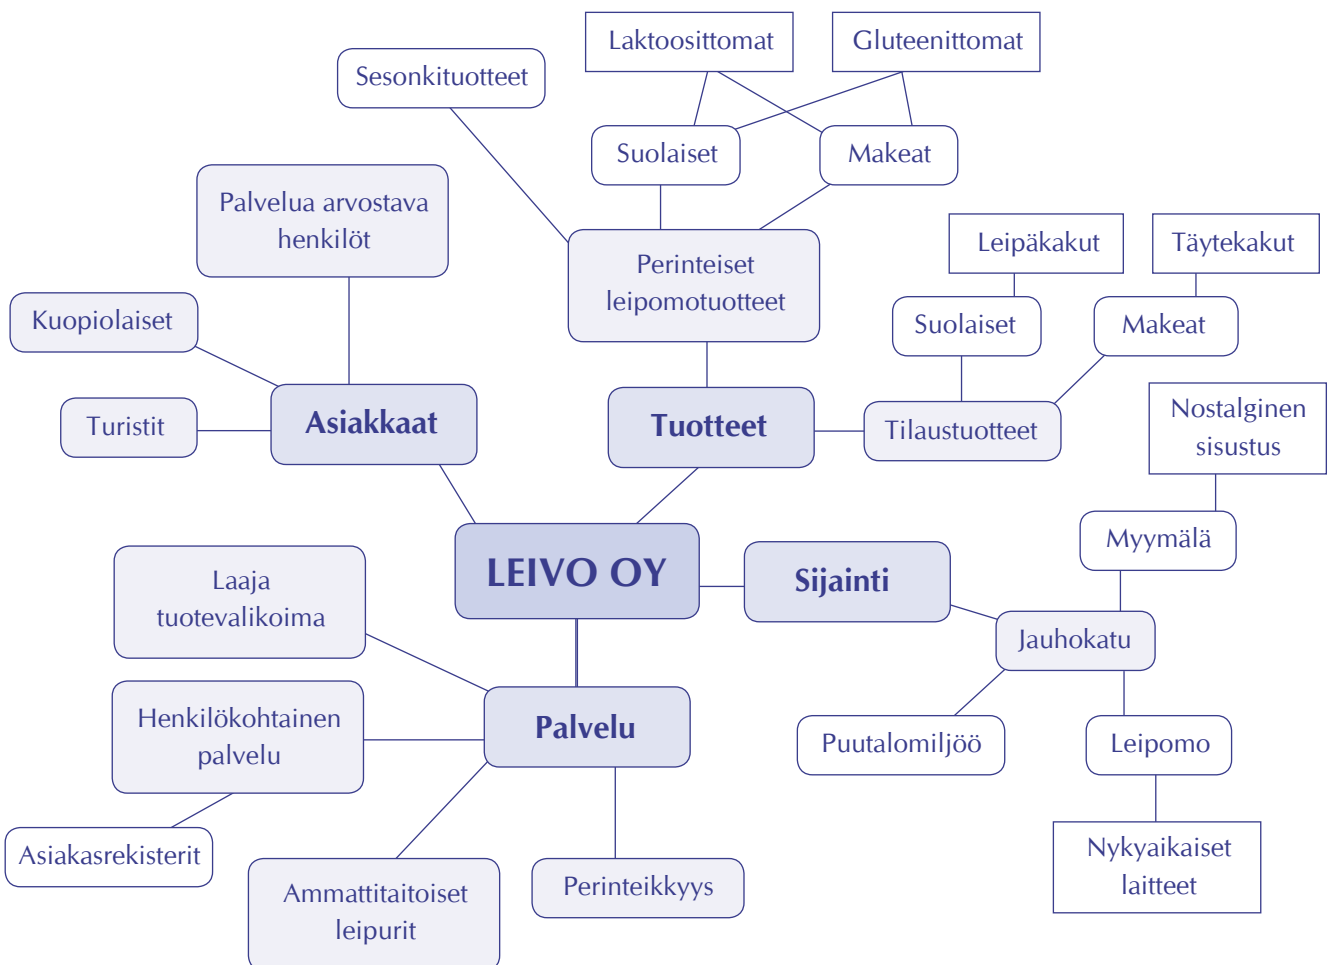 Laktoosittomat
Gluteenittomat
Sesonkituotteet
Suolaiset
Makeat
Palvelua arvostava
henkilöt
Perinteiset
leipomotuotteet
Leipäkakut
Täytekakut
Kuopiolaiset
Suolaiset
Makeat
Turistit
Asiakkaat
Tuotteet
Tilaustuotteet
Nostalginen
sisustus
Myymälä
LEIVO OY
Sijainti
Laaja
tuotevalikoima
Jauhokatu
Henkilökohtainen
palvelu
Palvelu
Puutalomiljöö
Leipomo
Asiakasrekisterit
Ammattitaitoiset
leipurit
Perinteikkyys
Nykyaikaiset
laitteet